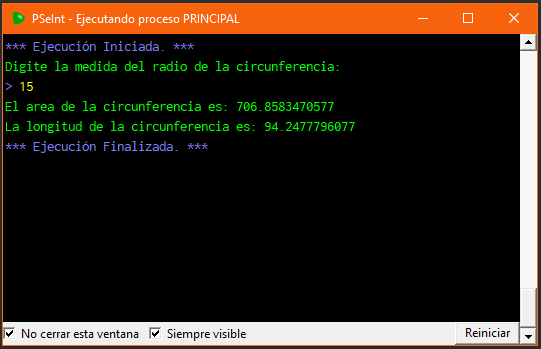 PSeInt - Ejecutando proceso PRINCIPAL
*** Ejecución Iniciada. ***
Digite la medida del radio de la circunferencia:
> 15
El area de la circunferencia es: 706.8583470577
La longitud de la circunferencia es: 94.2477796077
*** Ejecución Finalizada. ***
No cerrar esta ventana Siempre visible Reiniciar